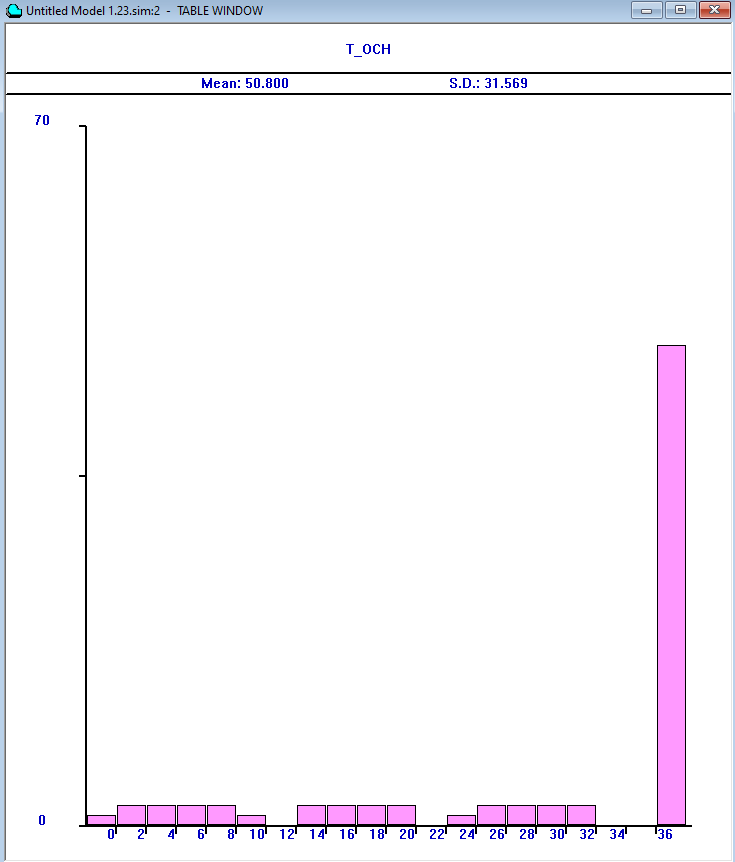 Untitled Model 1.23.sim:2 - TABLE WINDOW
T_OCH
Mean: 50.800 S.D.: 31.569
70
0
0 2 4 6 8 10 12 14 16 18 20 22 24 26 28 30 32 34 36